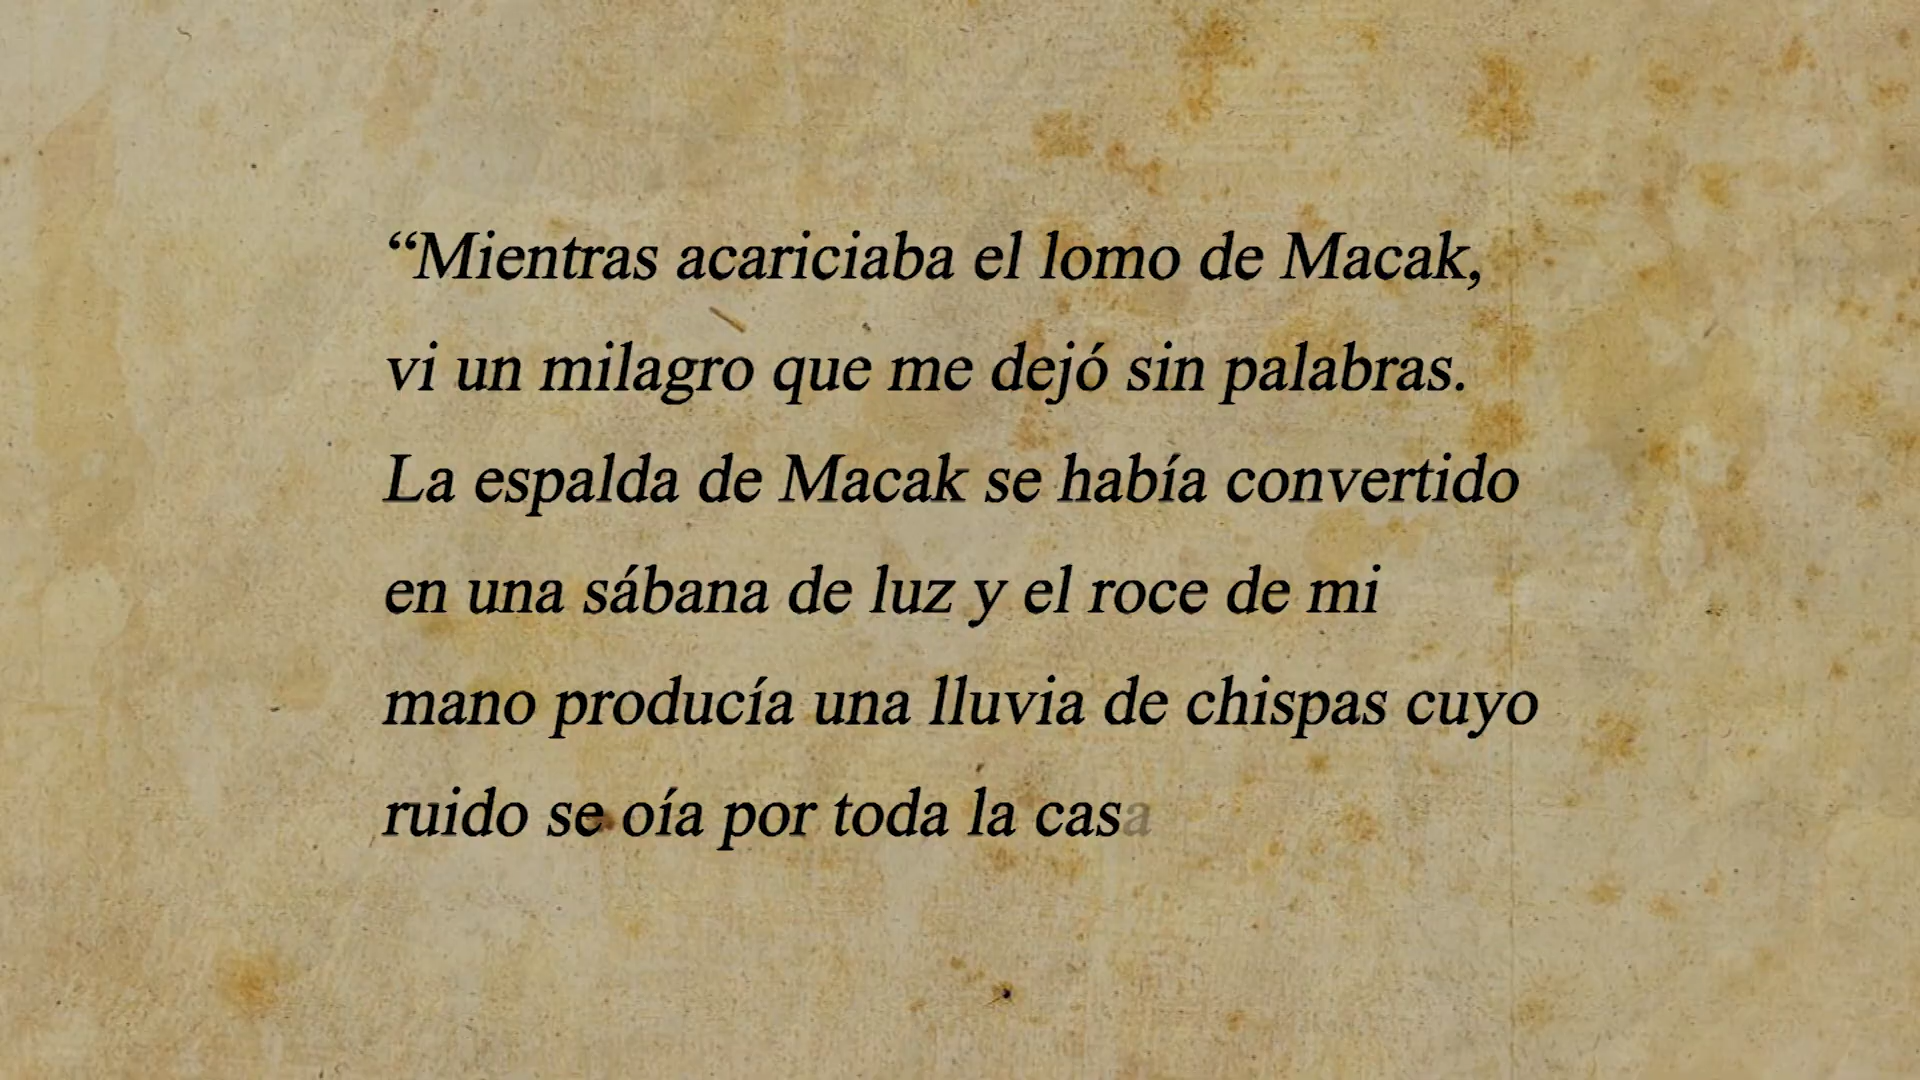 “Mientras acariciaba el lomo de Macak,
vi un milagro que me dejó sin palabras.
La espalda de Macak se había convertido
en una sábana de luz y el roce de mi
mano producía una lluvia de chispas cuyo
ruido se oía por toda la casa